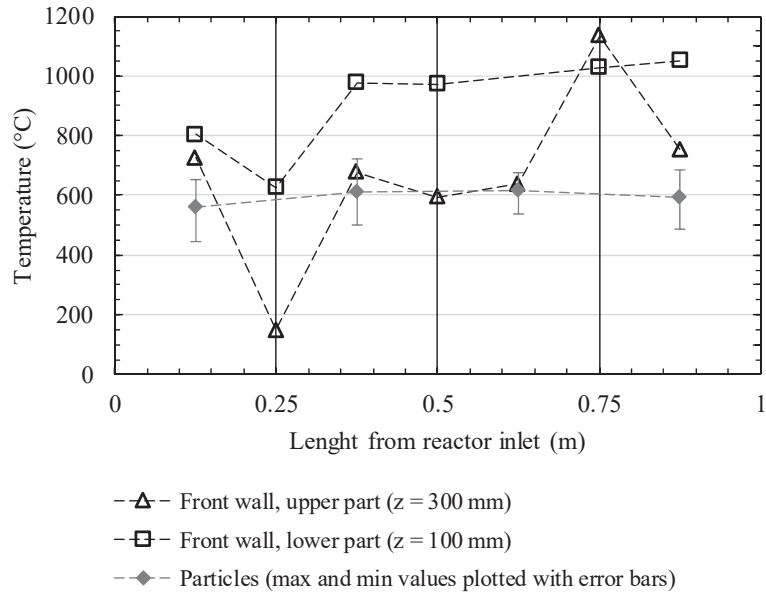 1200
1000
800
600
400
200
0
Temperature (°C)
0 0.25 0.5 0.75 1
Lenght from reactor inlet (m)
Front wall, upper part (z = 300 mm)
Front wall, lower part (z = 100 mm)
Particles (max and min values plotted with error bars)